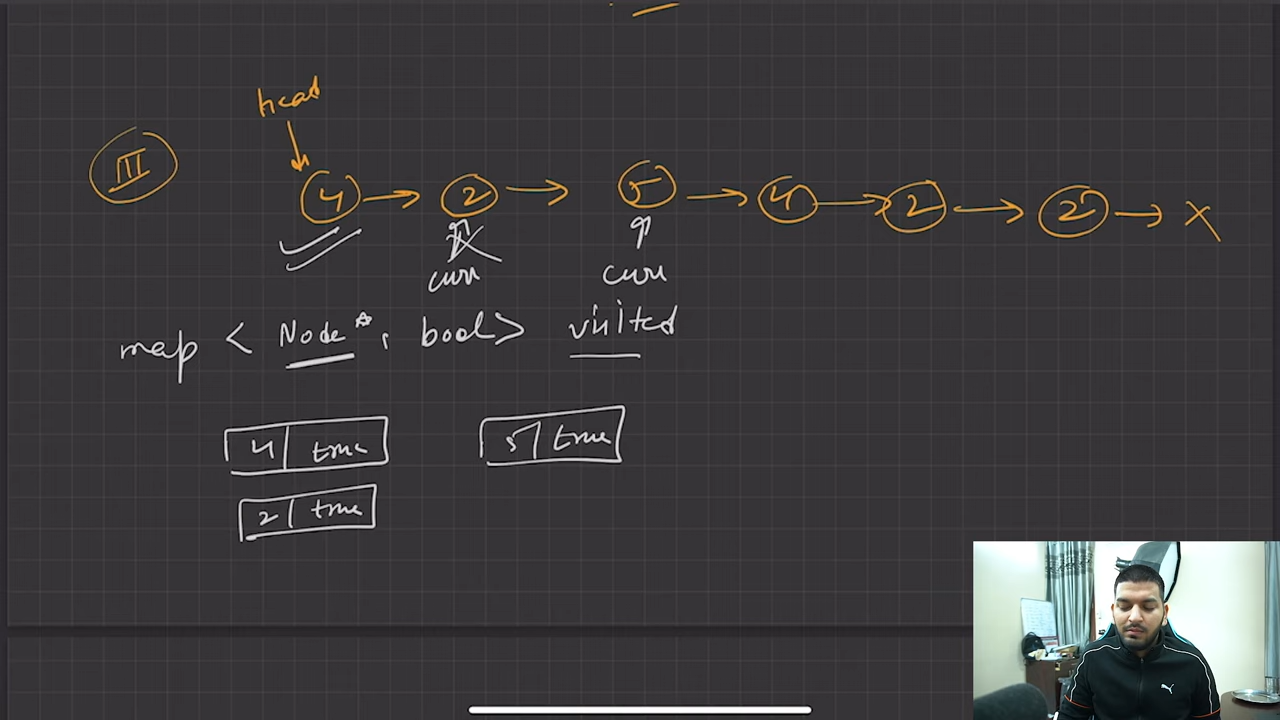 head
III
4 → 2 → 5 → 4 → 2 → 2 → X
curr curr
map < Node*, bool> visited
4 | true 5 | true
2 | true